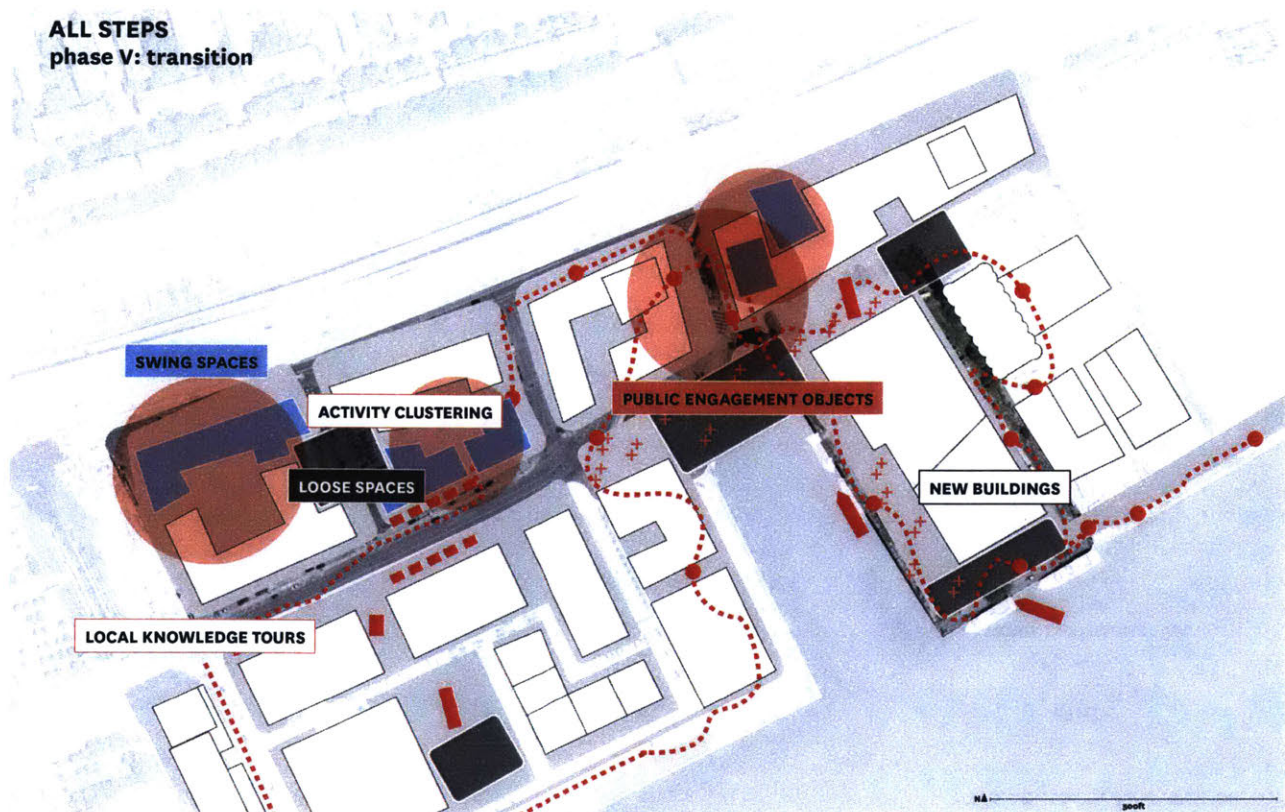 ALL STEPS
phase V: transition
SWING SPACES
ACTIVITY CLUSTERING
PUBLIC ENGAGEMENT OBJECTS
LOOSE SPACES
NEW BUILDINGS
LOCAL KNOWLEDGE TOURS
N
300ft